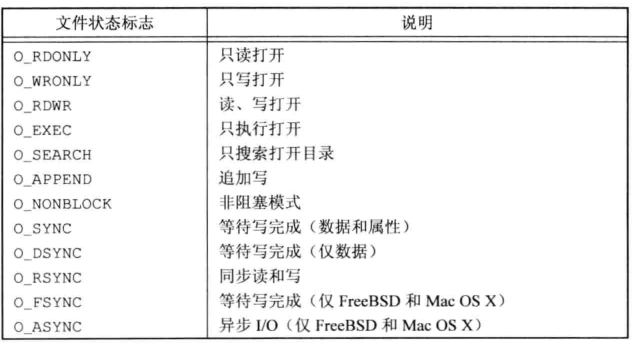 文件状态标志 说明
O_RDONLY 只读打开
O_WRONLY 只写打开
O_RDWR 读、写打开
O_EXEC 只执行打开
O_SEARCH 只搜索打开目录
O_APPEND 追加写
O_NONBLOCK 非阻塞模式
O_SYNC 等待写完成（数据和属性）
O_DSYNC 等待写完成（仅数据）
O_RSYNC 同步读和写
O_FSYNC 等待写完成（仅 FreeBSD 和 Mac OS X）
O_ASYNC 异步 I/O（仅 FreeBSD 和 Mac OS X）